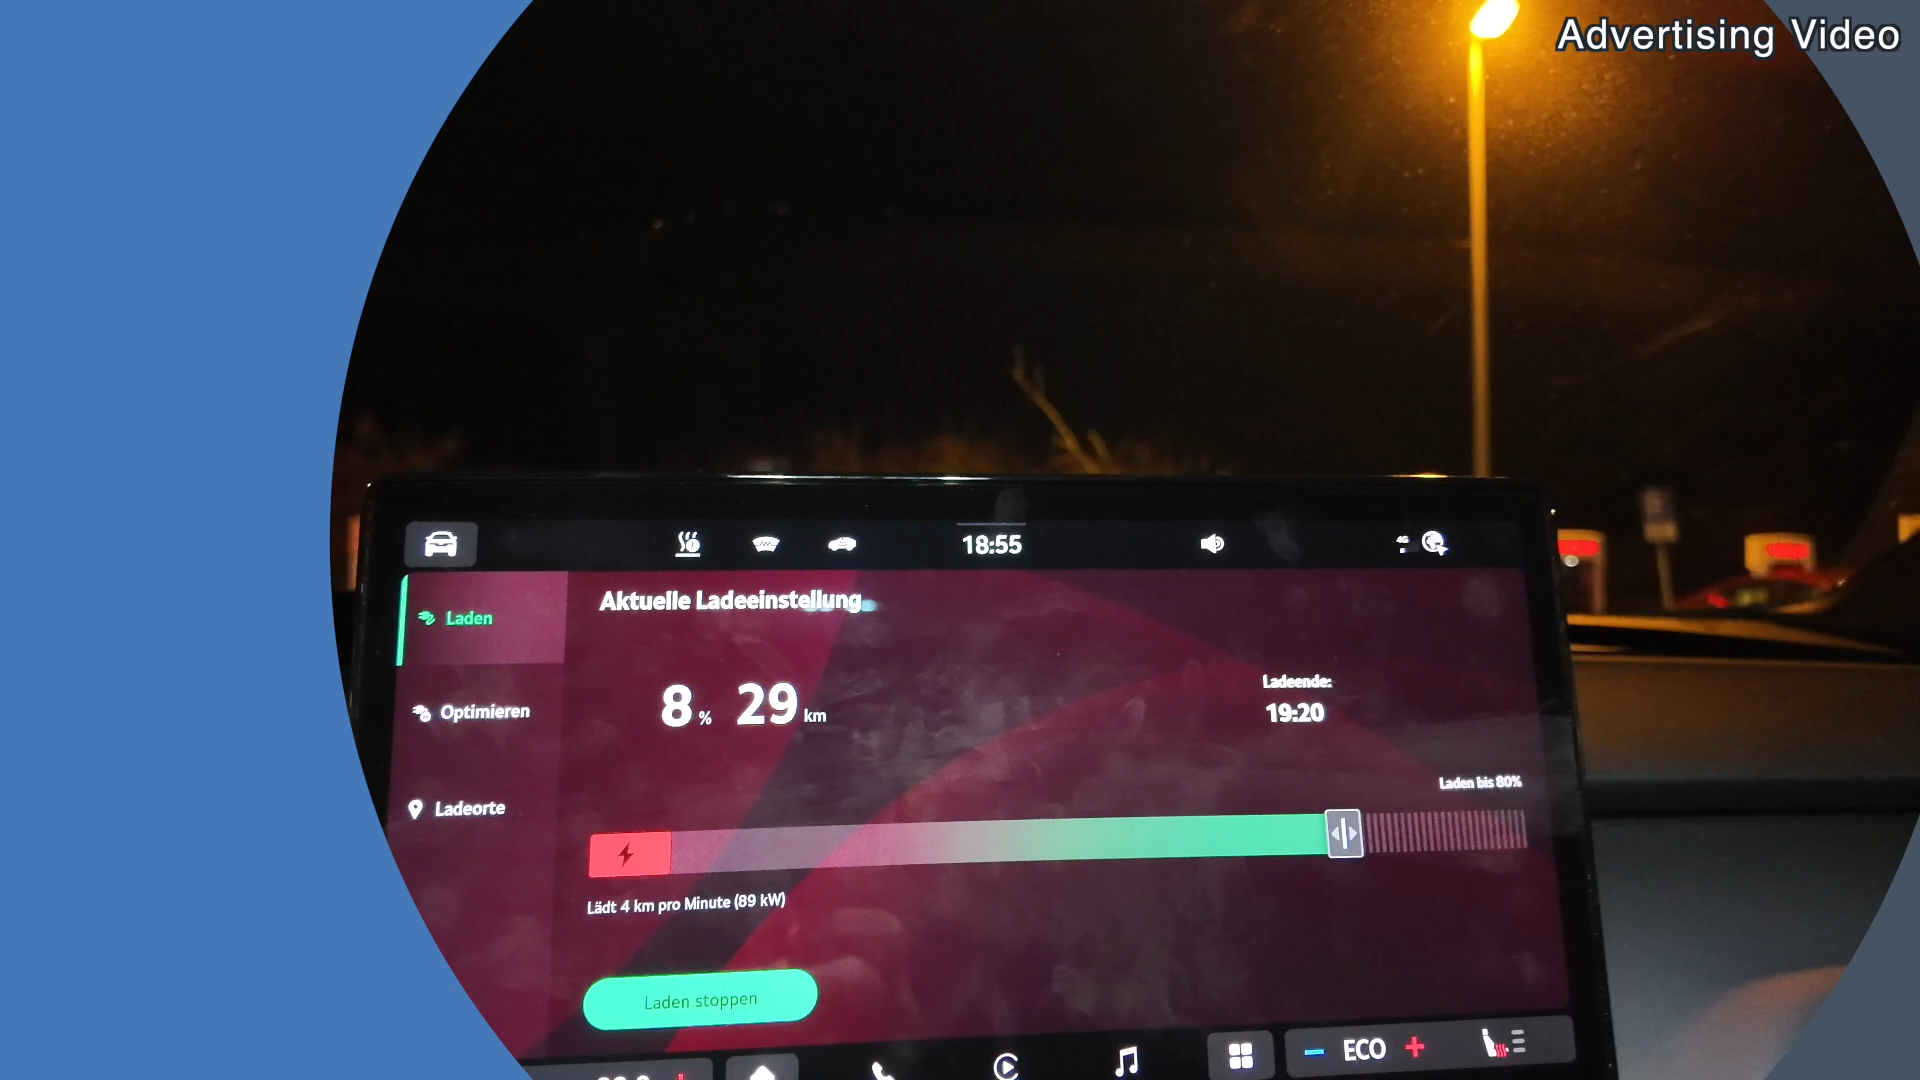 Advertising Video
18:55
4G
Laden
Aktuelle Ladeeinstellung
Optimieren
8 % 29 km
Ladeende:
19:20
Ladeorte
Laden bis 80%
Lädt 4 km pro Minute (89 kW)
Laden stoppen
ECO